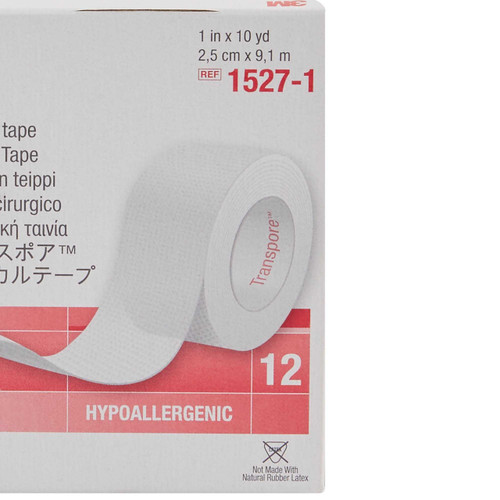 3M
1 in x 10 yd
2,5 cm x 9,1 m
REF 1527-1
tape
Tape
n teippi
cirurgico
κή ταινία
スポア™
カルテープ
Transpore™
12
HYPOALLERGENIC
Not Made With
Natural Rubber Latex